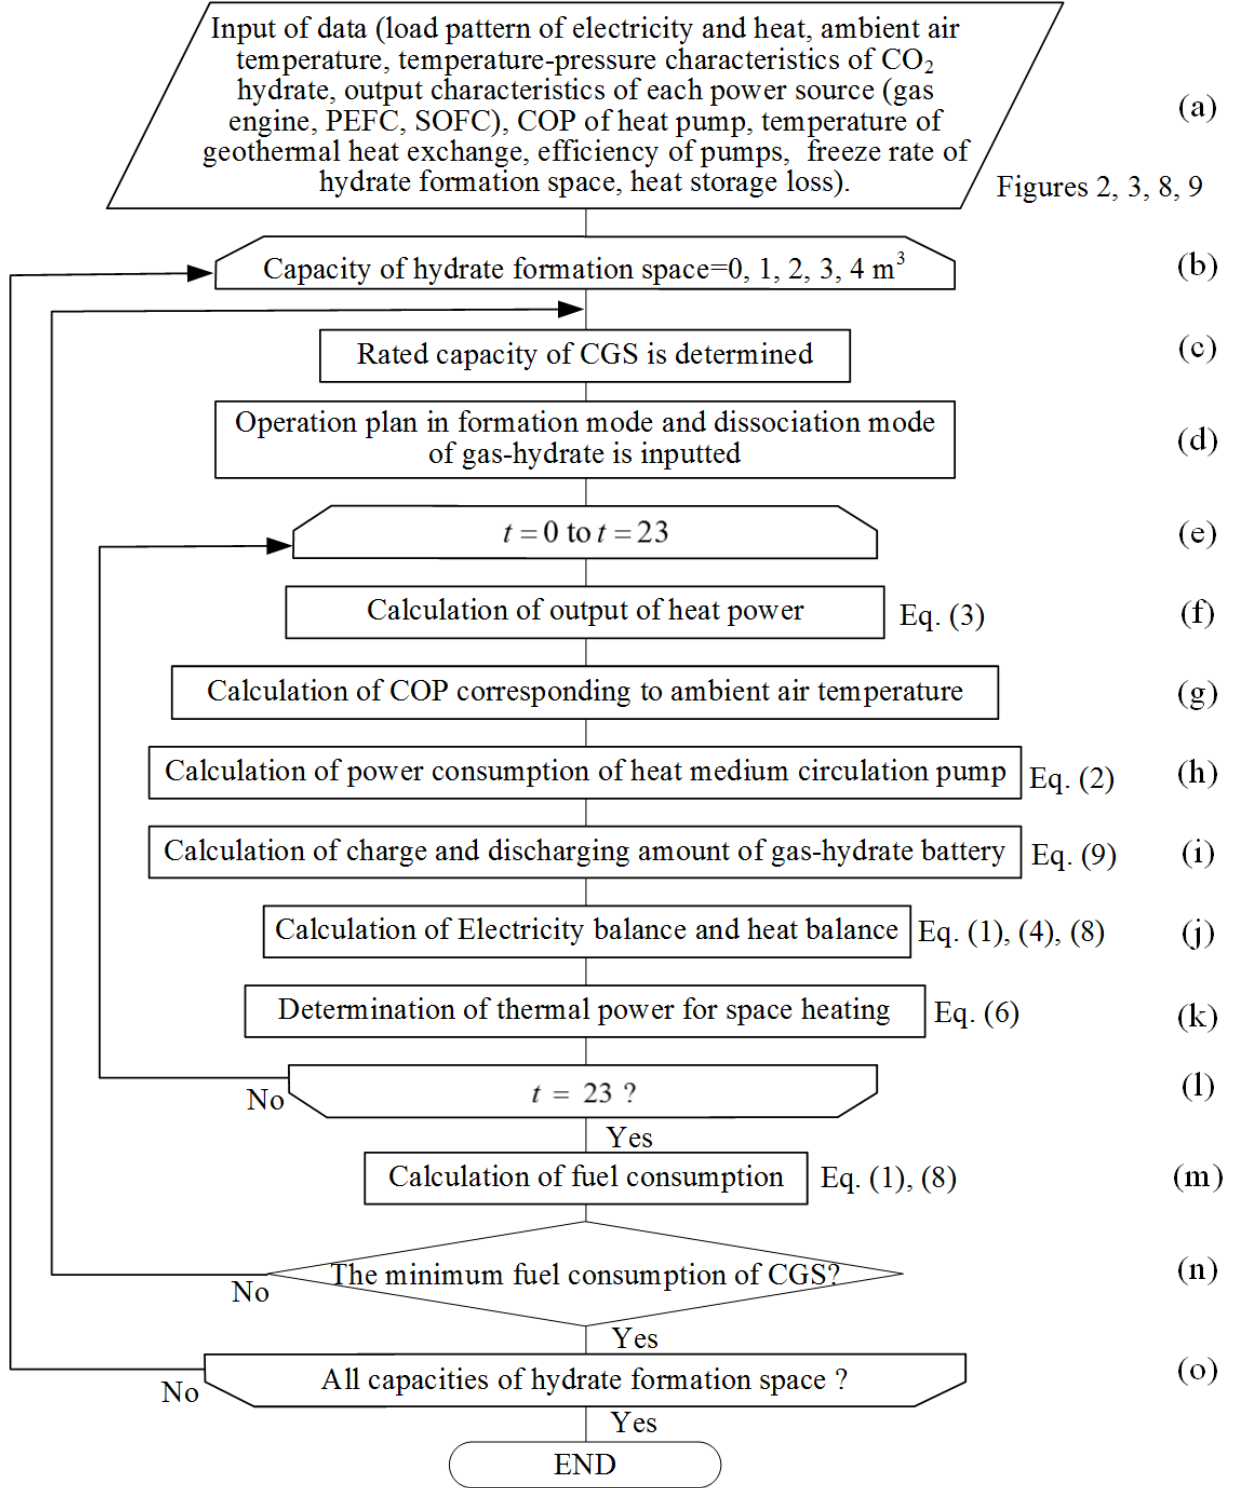 Input of data (load pattern of electricity and heat, ambient air
temperature, temperature-pressure characteristics of CO₂
hydrate, output characteristics of each power source (gas
engine, PEFC, SOFC), COP of heat pump, temperature of
geothermal heat exchange, efficiency of pumps, freeze rate of
hydrate formation space, heat storage loss).
(a)
Figures 2, 3, 8, 9
Capacity of hydrate formation space=0, 1, 2, 3, 4 m³
(b)
Rated capacity of CGS is determined
(c)
Operation plan in formation mode and dissociation mode
of gas-hydrate is inputted
(d)
t = 0 to t = 23
(e)
Calculation of output of heat power
Eq. (3)
(f)
Calculation of COP corresponding to ambient air temperature
(g)
Calculation of power consumption of heat medium circulation pump
Eq. (2)
(h)
Calculation of charge and discharging amount of gas-hydrate battery
Eq. (9)
(i)
Calculation of Electricity balance and heat balance
Eq. (1), (4), (8)
(j)
Determination of thermal power for space heating
Eq. (6)
(k)
t = 23 ?
(l)
No
Yes
Calculation of fuel consumption
Eq. (1), (8)
(m)
The minimum fuel consumption of CGS?
(n)
No
Yes
All capacities of hydrate formation space ?
(o)
No
Yes
END